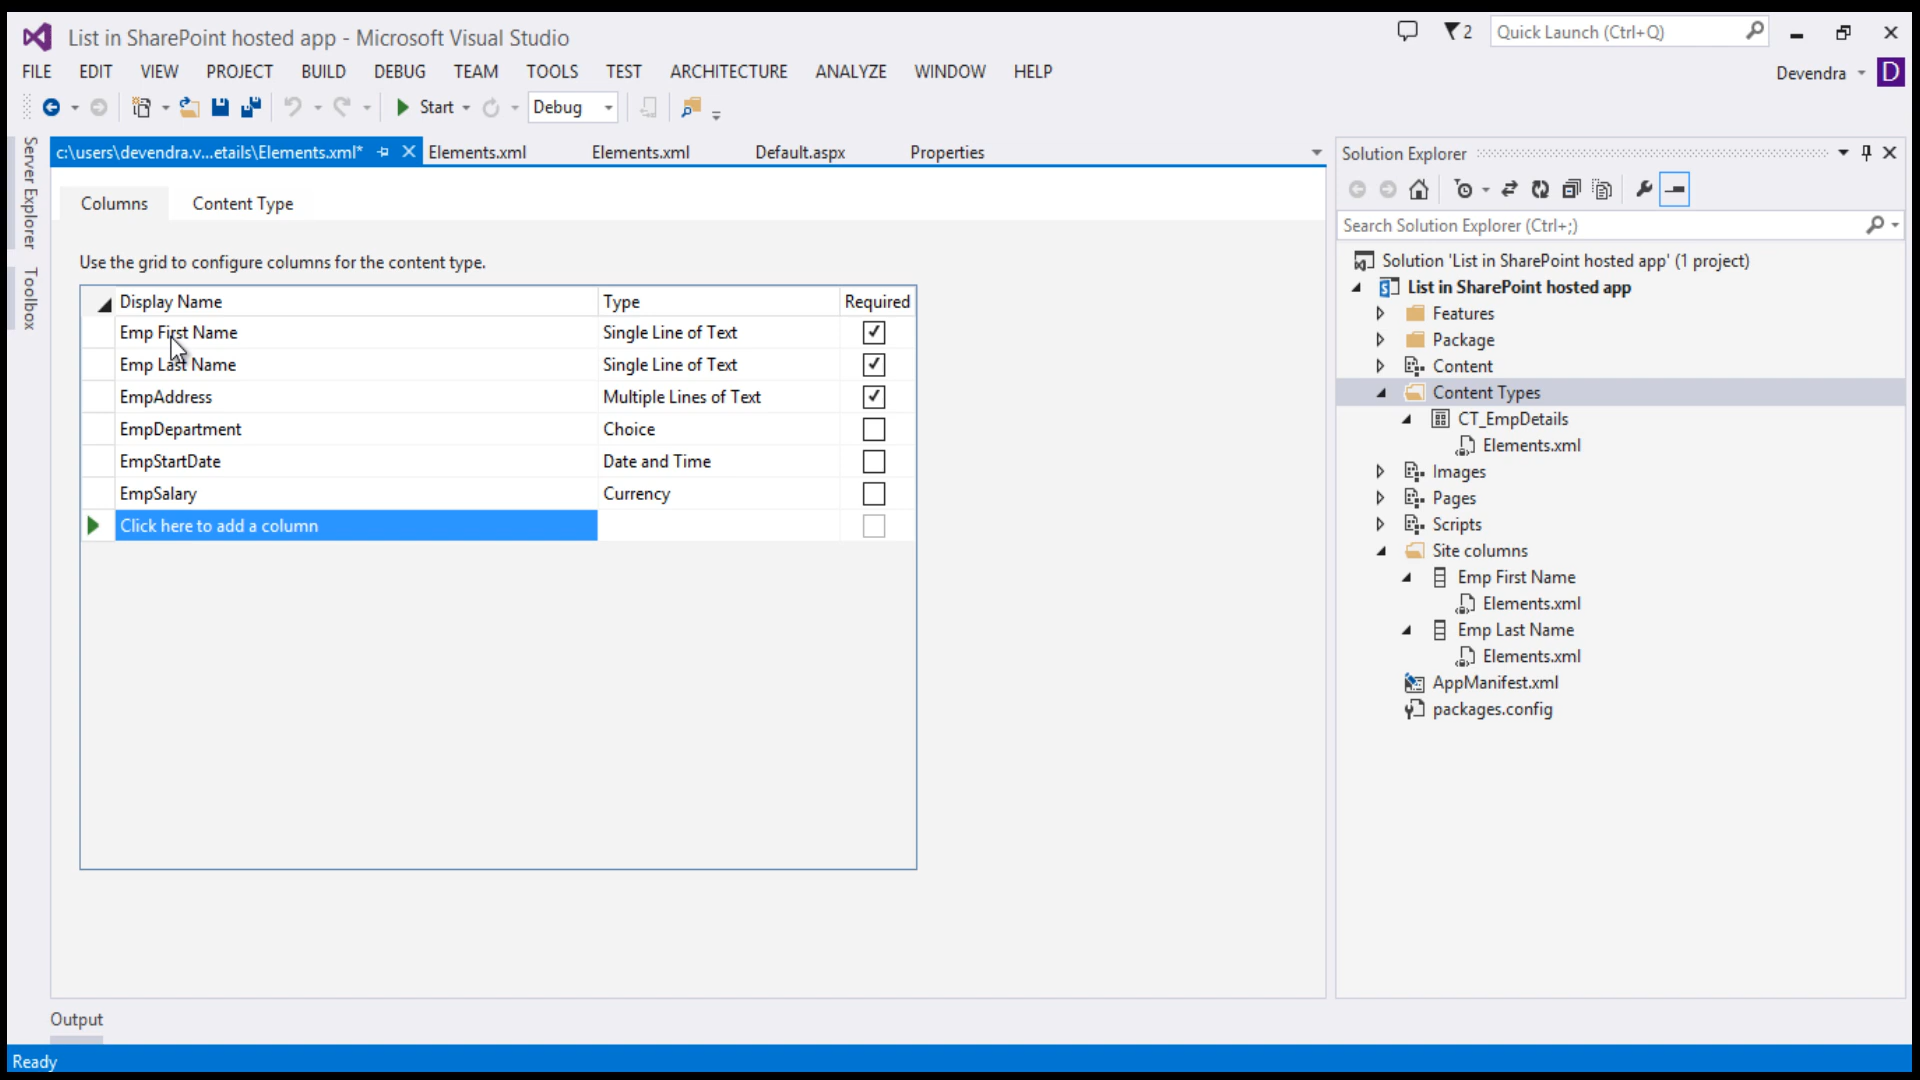 List in SharePoint hosted app - Microsoft Visual Studio
2
Quick Launch (Ctrl+Q)
FILE EDIT VIEW PROJECT BUILD DEBUG TEAM TOOLS TEST ARCHITECTURE ANALYZE WINDOW HELP
Devendra D
Start Debug
Server Explorer
Toolbox
c:\users\devendra.v...etails\Elements.xml* Elements.xml Elements.xml Default.aspx Properties
Columns Content Type
Use the grid to configure columns for the content type.
Display Name Type Required
Emp First Name Single Line of Text
Emp Last Name Single Line of Text
EmpAddress Multiple Lines of Text
EmpDepartment Choice
EmpStartDate Date and Time
EmpSalary Currency
Click here to add a column
Solution Explorer
Search Solution Explorer (Ctrl+;)
Solution 'List in SharePoint hosted app' (1 project)
List in SharePoint hosted app
Features
Package
Content
Content Types
CT_EmpDetails
Elements.xml
Images
Pages
Scripts
Site columns
Emp First Name
Elements.xml
Emp Last Name
Elements.xml
AppManifest.xml
packages.config
Output
Ready